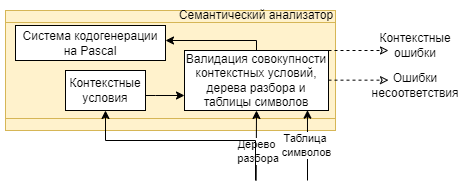 Семантический анализатор
Система кодогенерации
на Pascal
Валидация совокупности
контекстных условий,
дерева разбора и
таблицы символов
Контекстные
условия
Контекстные
ошибки
Ошибки
несоответствия
Дерево
разбора
Таблица
символов